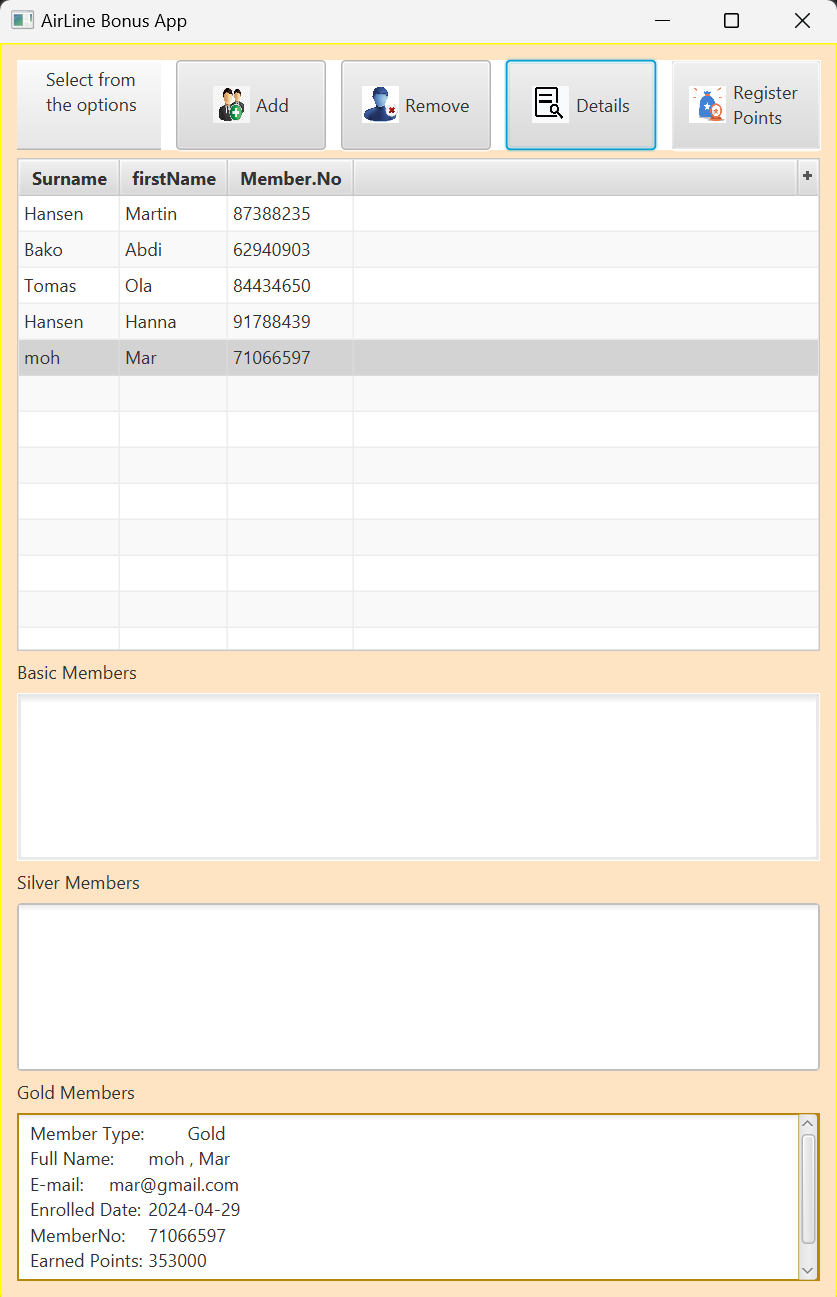 AirLine Bonus App
Select from
the options
Add
Remove
Details
Register
Points
Surname firstName Member.No +
Hansen Martin 87388235
Bako Abdi 62940903
Tomas Ola 84434650
Hansen Hanna 91788439
moh Mar 71066597
Basic Members
Silver Members
Gold Members
Member Type: Gold
Full Name: moh , Mar
E-mail: mar@gmail.com
Enrolled Date: 2024-04-29
MemberNo: 71066597
Earned Points: 353000